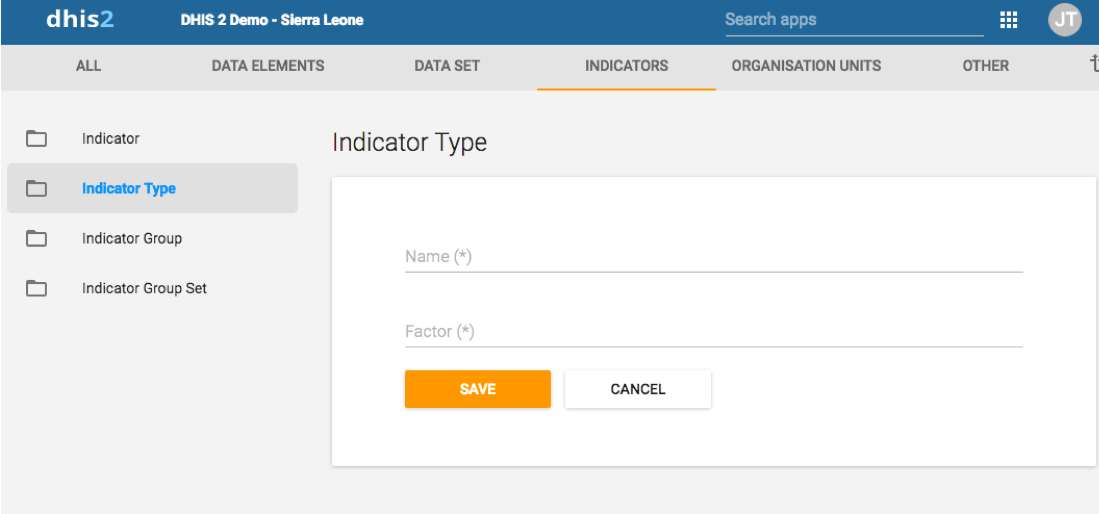 dhis2 DHIS 2 Demo - Sierra Leone Search apps JT
ALL DATA ELEMENTS DATA SET INDICATORS ORGANISATION UNITS OTHER
Indicator
Indicator Type
Indicator Group
Indicator Group Set
Indicator Type
Name (*)
Factor (*)
SAVE CANCEL